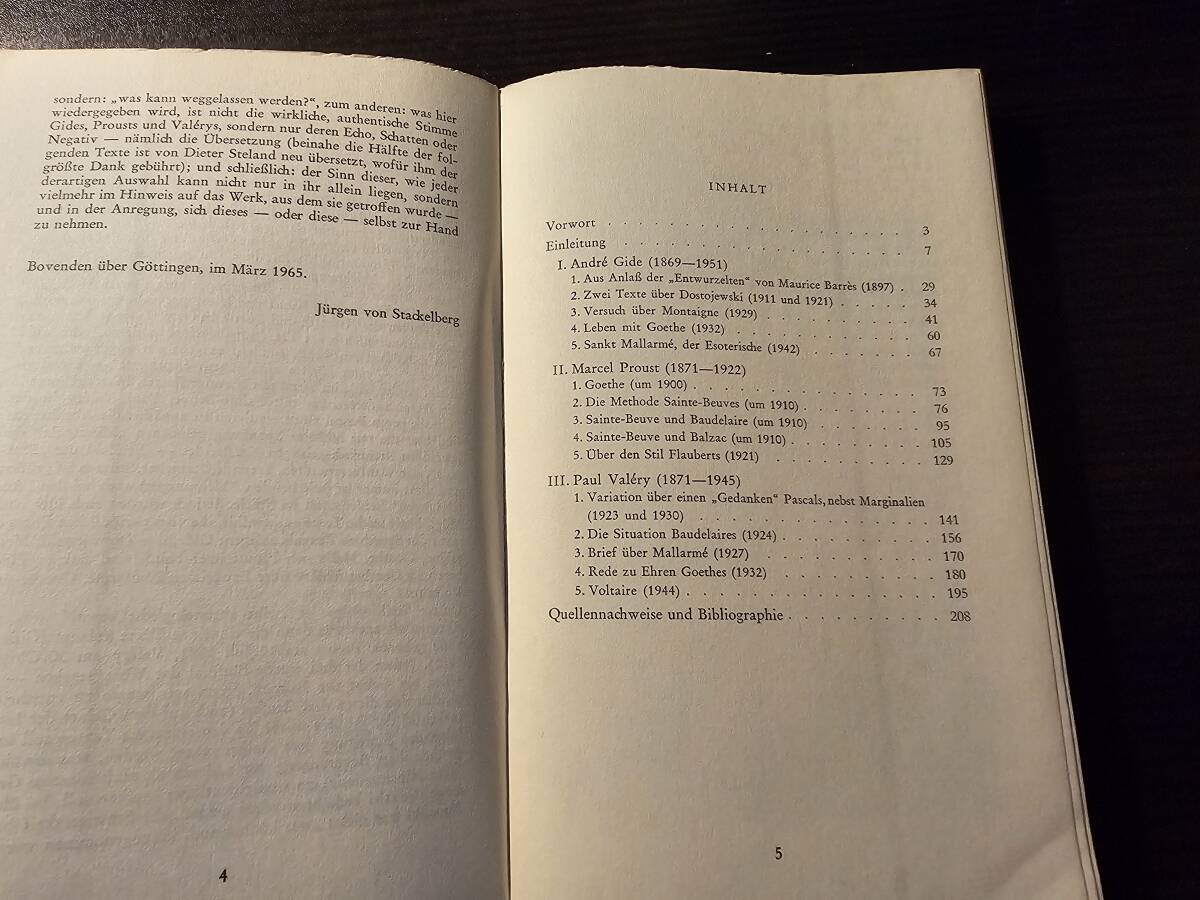 sondern: „was kann weggelassen werden?“, zum anderen: was hier
wiedergegeben wird, ist nicht die wirkliche, authentische Stimme
Gides, Prousts und Valérys, sondern nur deren Echo, Schatten oder
Negativ — nämlich die Übersetzung (beinahe die Hälfte der fol-
genden Texte ist von Dieter Steland neu übersetzt, wofür ihm der
größte Dank gebührt); und schließlich: der Sinn dieser, wie jeder
derartigen Auswahl kann nicht nur in ihr allein liegen, sondern
vielmehr im Hinweis auf das Werk, aus dem sie getroffen wurde —
und in der Anregung, sich dieses — oder diese — selbst zur Hand
zu nehmen.
Bovenden über Göttingen, im März 1965.
Jürgen von Stackelberg
4
INHALT
Vorwort . . . . . . . . . . . . . . . . . . 3
Einleitung . . . . . . . . . . . . . . . . . 7
I. André Gide (1869—1951)
1. Aus Anlaß der „Entwurzelten“ von Maurice Barrès (1897) . 29
2. Zwei Texte über Dostojewski (1911 und 1921) . . . . . 34
3. Versuch über Montaigne (1929) . . . . . . . . . 41
4. Leben mit Goethe (1932) . . . . . . . . . . . 60
5. Sankt Mallarmé, der Esoterische (1942) . . . . . . . 67
II. Marcel Proust (1871—1922)
1. Goethe (um 1900) . . . . . . . . . . . . . . 73
2. Die Methode Sainte-Beuves (um 1910) . . . . . . . . 76
3. Sainte-Beuve und Baudelaire (um 1910) . . . . . . . 95
4. Sainte-Beuve und Balzac (um 1910) . . . . . . . . . 105
5. Über den Stil Flauberts (1921) . . . . . . . . . . 129
III. Paul Valéry (1871—1945)
1. Variation über einen „Gedanken“ Pascals, nebst Marginalien
(1923 und 1930) . . . . . . . . . . . . . . 141
2. Die Situation Baudelaires (1924) . . . . . . . . . . 156
3. Brief über Mallarmé (1927) . . . . . . . . . . . 170
4. Rede zu Ehren Goethes (1932) . . . . . . . . . . 180
5. Voltaire (1944) . . . . . . . . . . . . . . . . 195
Quellennachweise und Bibliographie . . . . . . . . . . 208
5